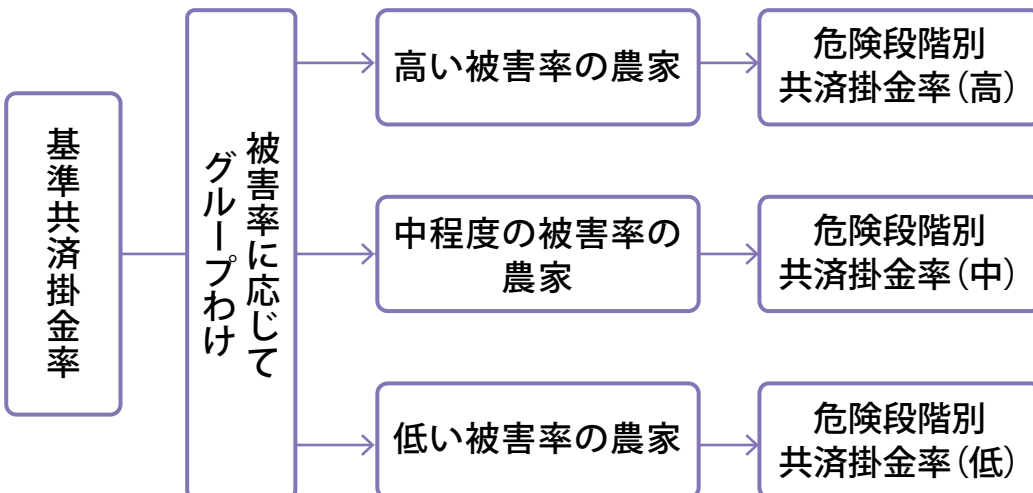 基準共済掛金率
被害率に応じて
グループわけ
高い被害率の農家
危険段階別
共済掛金率（高）
中程度の被害率の
農家
危険段階別
共済掛金率（中）
低い被害率の農家
危険段階別
共済掛金率（低）